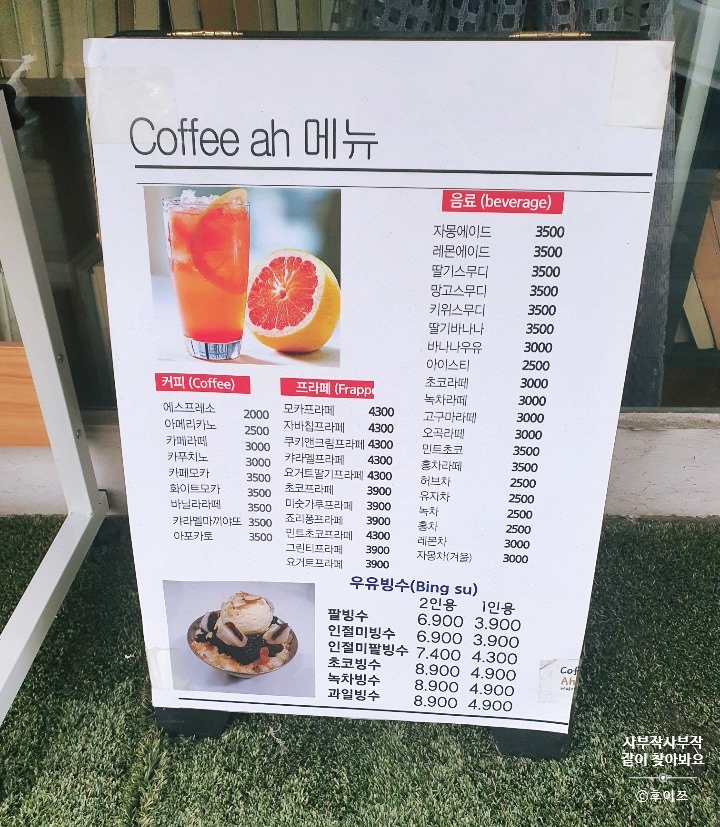 Coffee ah 메뉴
음료 (beverage)
자몽에이드 3500
레몬에이드 3500
딸기스무디 3500
망고스무디 3500
키위스무디 3500
딸기바나나 3500
바나나우유 3000
아이스티 2500
초코라떼 3000
녹차라떼 3000
고구마라떼 3000
오곡라떼 3000
민트초코 3500
홍차라떼 3500
허브차 2500
유자차 2500
녹차 2500
홍차 2500
레몬차 3000
자몽차(겨울) 3000
커피 (Coffee)
에스프레소 2000
아메리카노 2500
카페라떼 3000
카푸치노 3000
카페모카 3500
화이트모카 3500
바닐라라떼 3500
캬라멜마끼야또 3500
아포카토 3500
프라페 (Frappe
모카프라페 4300
자바칩프라페 4300
쿠키앤크림프라페 4300
캬라멜프라페 4300
요거트딸기프라페 4300
초코프라페 3900
미숫가루프라페 3900
죠리퐁프라페 3900
민트초코프라페 4300
그린티프라페 3900
요거트프라페 3900
우유빙수(Bing su)
2인용 1인용
팥빙수 6.900 3.900
인절미빙수 6.900 3.900
인절미팥빙수 7.400 4.300
초코빙수 8.900 4.900
녹차빙수 8.900 4.900
과일빙수 8.900 4.900
Coff
Ah
사부작사부작
같이 찾아봐요
ⓒ후이즈